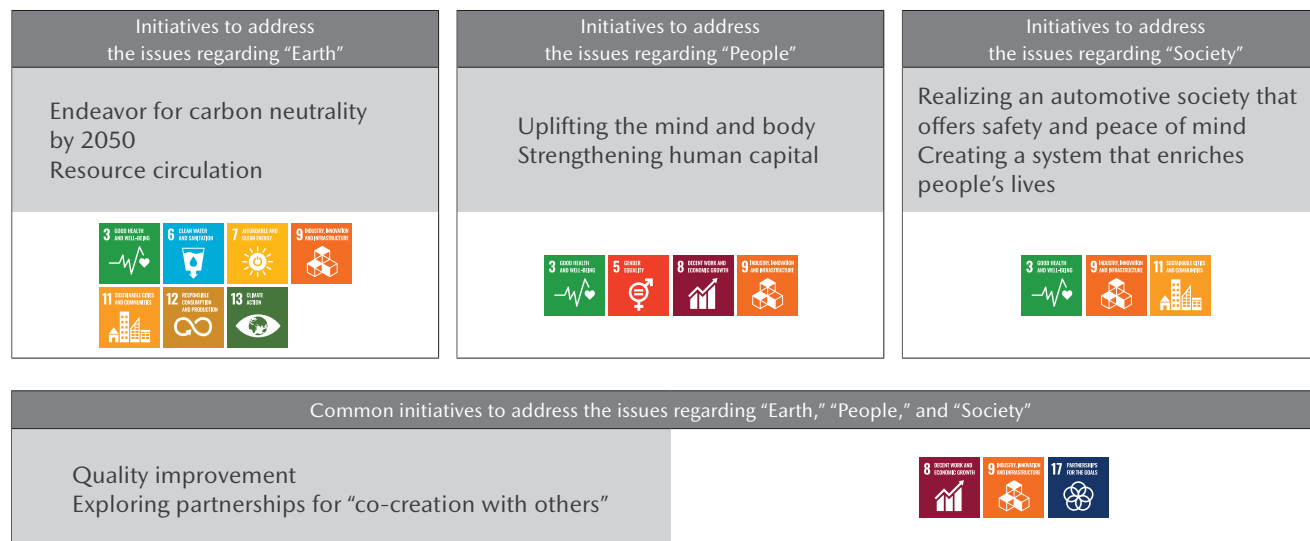 Initiatives to address
the issues regarding “Earth”
Endeavor for carbon neutrality
by 2050
Resource circulation
3 GOOD HEALTH
AND WELL-BEING
6 CLEAN WATER
AND SANITATION
7 AFFORDABLE AND
CLEAN ENERGY
9 INDUSTRY, INNOVATION
AND INFRASTRUCTURE
11 SUSTAINABLE CITIES
AND COMMUNITIES
12 RESPONSIBLE
CONSUMPTION
AND PRODUCTION
13 CLIMATE
ACTION
Initiatives to address
the issues regarding “People”
Uplifting the mind and body
Strengthening human capital
3 GOOD HEALTH
AND WELL-BEING
5 GENDER
EQUALITY
8 DECENT WORK AND
ECONOMIC GROWTH
9 INDUSTRY, INNOVATION
AND INFRASTRUCTURE
Initiatives to address
the issues regarding “Society”
Realizing an automotive society that
offers safety and peace of mind
Creating a system that enriches
people’s lives
3 GOOD HEALTH
AND WELL-BEING
9 INDUSTRY, INNOVATION
AND INFRASTRUCTURE
11 SUSTAINABLE CITIES
AND COMMUNITIES
Common initiatives to address the issues regarding “Earth,” “People,” and “Society”
Quality improvement
Exploring partnerships for “co-creation with others”
8 DECENT WORK AND
ECONOMIC GROWTH
9 INDUSTRY, INNOVATION
AND INFRASTRUCTURE
17 PARTNERSHIPS
FOR THE GOALS